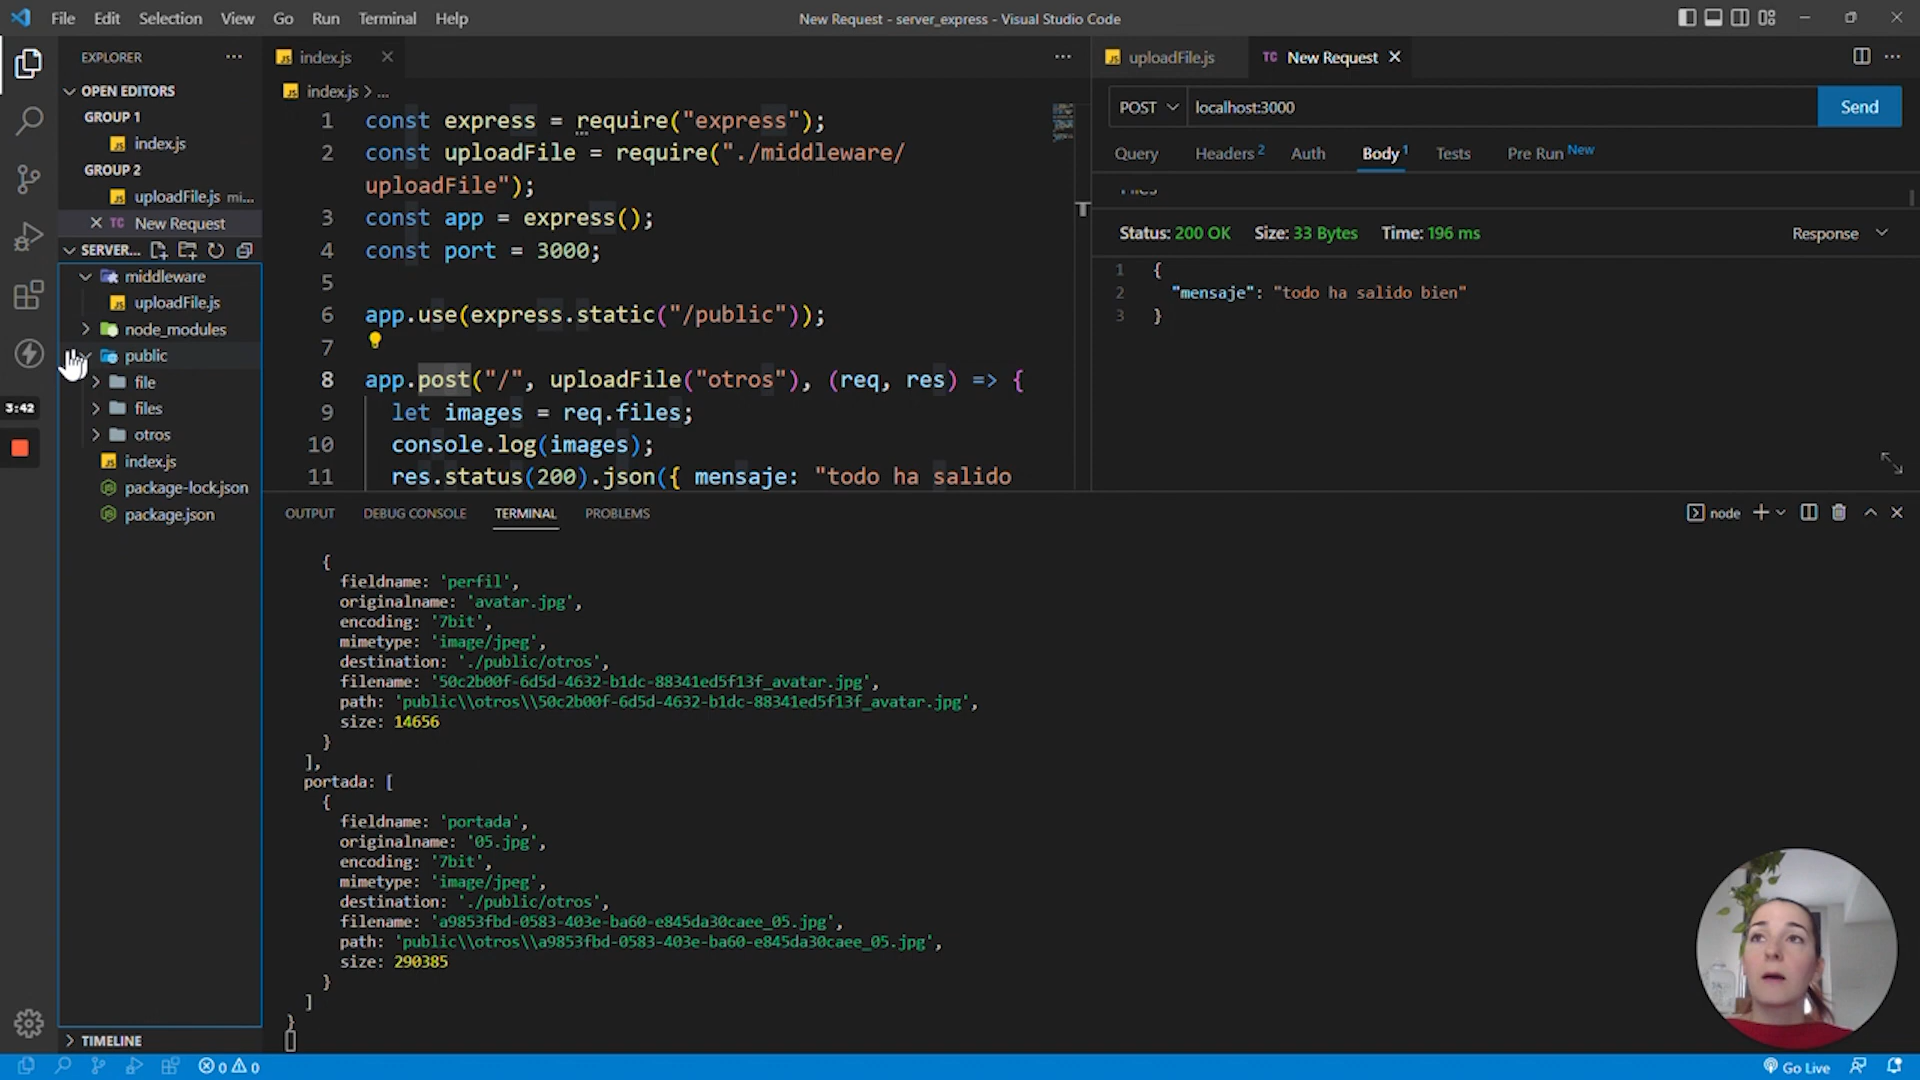 File Edit Selection View Go Run Terminal Help
New Request - server_express - Visual Studio Code
EXPLORER
OPEN EDITORS
GROUP 1
index.js
GROUP 2
uploadFile.js mi...
New Request
SERVER...
middleware
uploadFile.js
node_modules
public
file
files
otros
index.js
package-lock.json
package.json
TIMELINE
3:42
index.js
index.js > ...
1 const express = require("express");
2 const uploadFile = require("./middleware/
uploadFile");
3 const app = express();
4 const port = 3000;
5
6 app.use(express.static("/public"));
7
8 app.post("/", uploadFile("otros"), (req, res) => {
9 let images = req.files;
10 console.log(images);
11 res.status(200).json({ mensaje: "todo ha salido
uploadFile.js
TC New Request
POST localhost:3000 Send
Query Headers 2 Auth Body 1 Tests Pre Run New
Status: 200 OK Size: 33 Bytes Time: 196 ms Response
1 {
2 "mensaje": "todo ha salido bien"
3 }
OUTPUT DEBUG CONSOLE TERMINAL PROBLEMS
node
{
fieldname: 'perfil',
originalname: 'avatar.jpg',
encoding: '7bit',
mimetype: 'image/jpeg',
destination: './public/otros',
filename: '50c2b00f-6d5d-4632-b1dc-88341ed5f13f_avatar.jpg',
path: 'public\\otros\\50c2b00f-6d5d-4632-b1dc-88341ed5f13f_avatar.jpg',
size: 14656
}
],
portada: [
{
fieldname: 'portada',
originalname: '05.jpg',
encoding: '7bit',
mimetype: 'image/jpeg',
destination: './public/otros',
filename: 'a9853fbd-0583-403e-ba60-e845da30caee_05.jpg',
path: 'public\\otros\\a9853fbd-0583-403e-ba60-e845da30caee_05.jpg',
size: 290385
}
]
}
0 0
Go Live